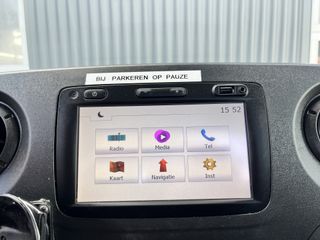 BIJ PARKEREN OP PAUZE
15 52
Radio Media Tel
Kaart Navigatie Inst